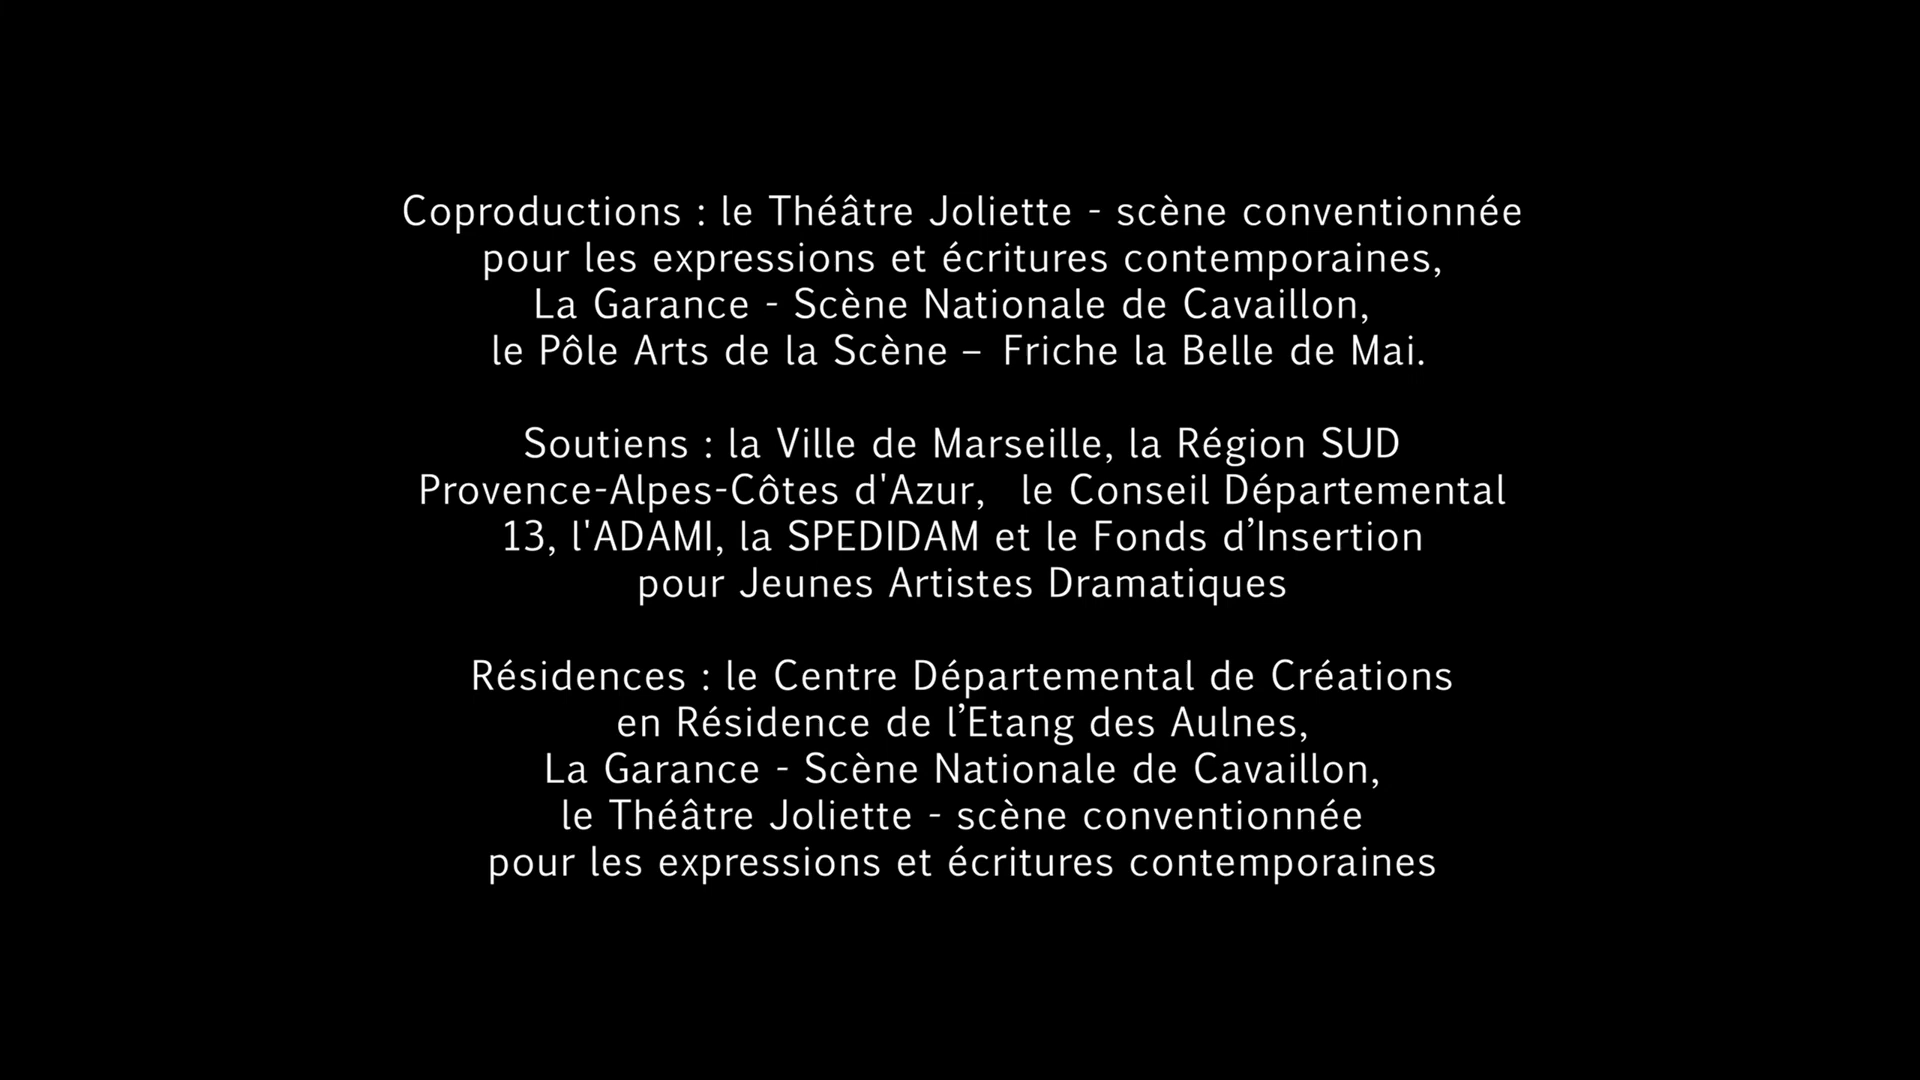 Coproductions : le Théâtre Joliette - scène conventionnée
pour les expressions et écritures contemporaines,
La Garance - Scène Nationale de Cavaillon,
le Pôle Arts de la Scène – Friche la Belle de Mai.
Soutiens : la Ville de Marseille, la Région SUD
Provence-Alpes-Côtes d'Azur, le Conseil Départemental
13, l'ADAMI, la SPEDIDAM et le Fonds d’Insertion
pour Jeunes Artistes Dramatiques
Résidences : le Centre Départemental de Créations
en Résidence de l’Etang des Aulnes,
La Garance - Scène Nationale de Cavaillon,
le Théâtre Joliette - scène conventionnée
pour les expressions et écritures contemporaines